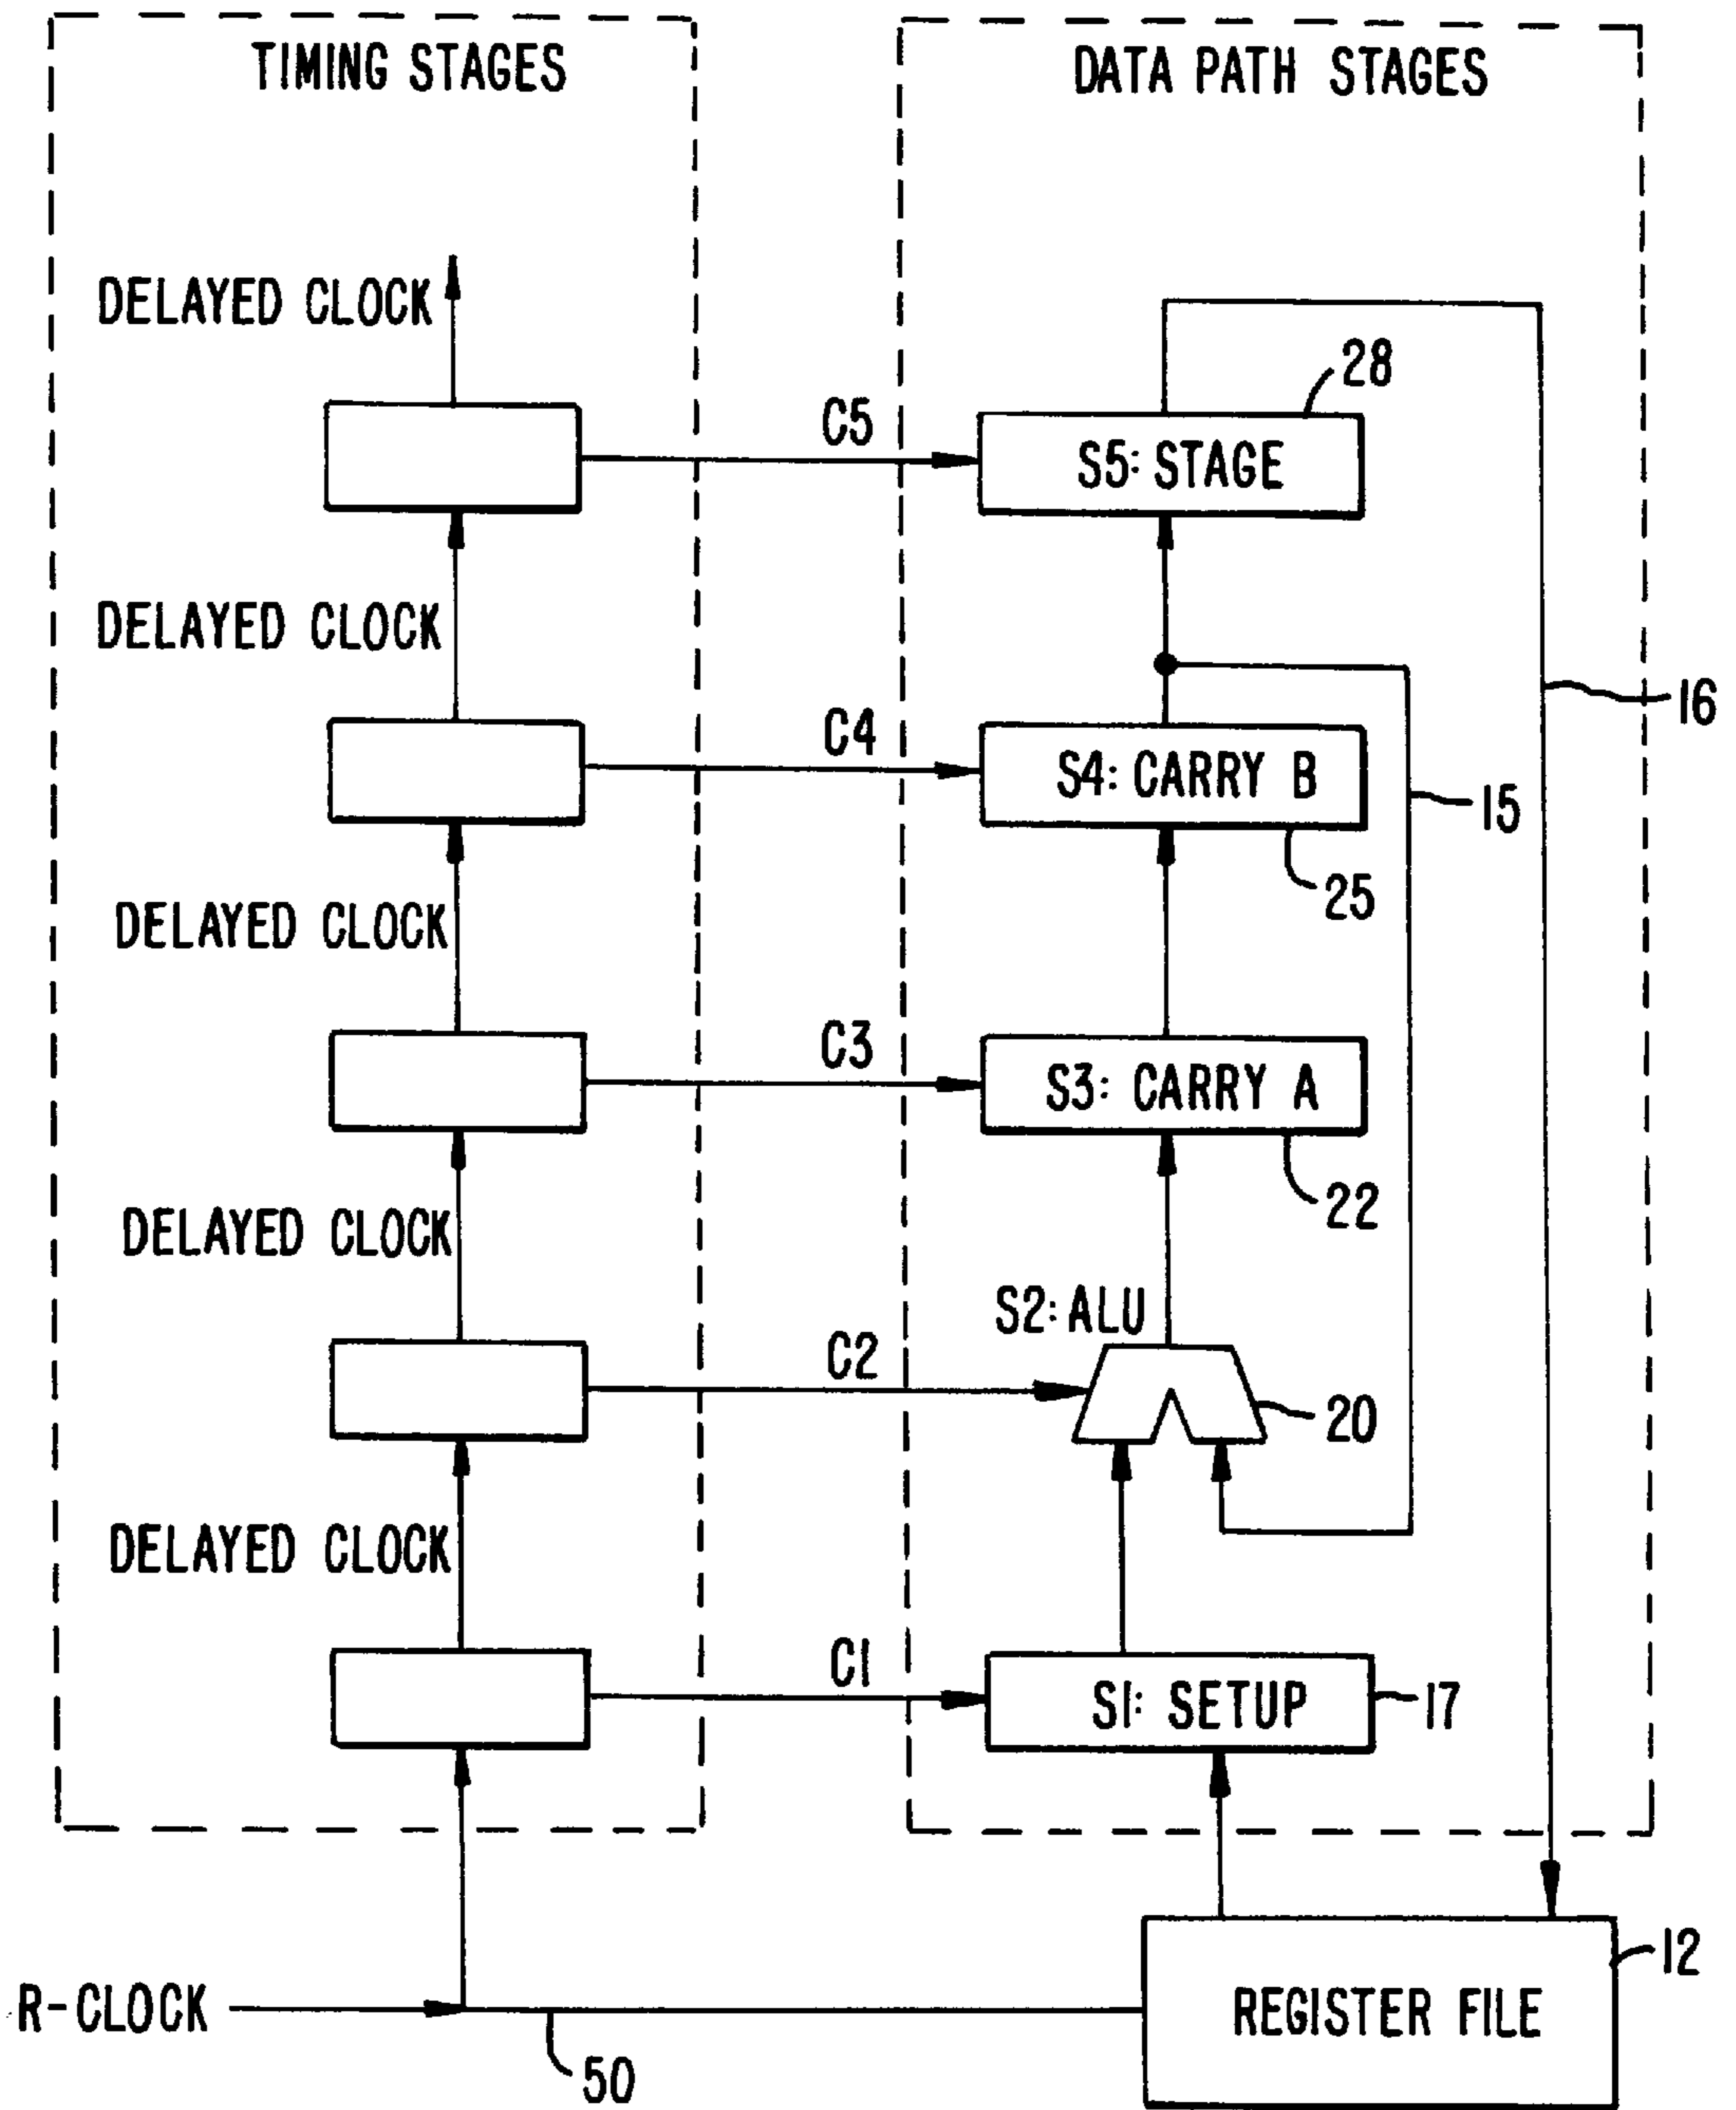 TIMING STAGES
DATA PATH STAGES
DELAYED CLOCK
C5
28
S5: STAGE
DELAYED CLOCK
16
C4
S4: CARRY B
15
25
DELAYED CLOCK
C3
S3: CARRY A
22
DELAYED CLOCK
S2: ALU
C2
20
DELAYED CLOCK
C1
S1: SETUP
17
12
R-CLOCK
REGISTER FILE
50